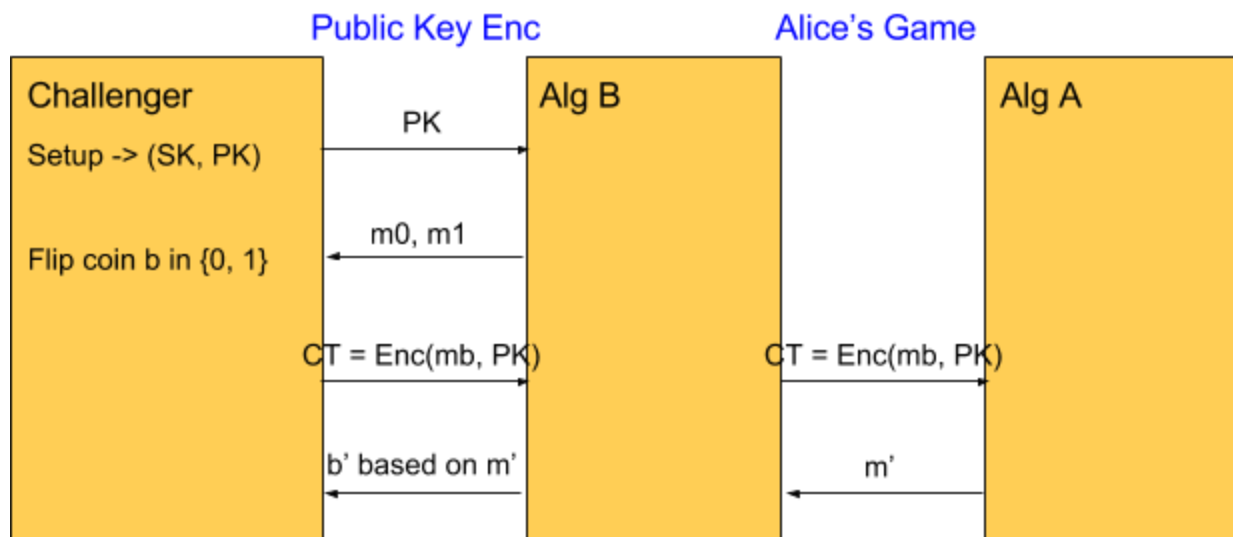 Public Key Enc
Alice's Game
Challenger
Alg B
Alg A
PK
Setup -> (SK, PK)
m0, m1
Flip coin b in {0, 1}
CT = Enc(mb, PK)
CT = Enc(mb, PK)
b’ based on m’
m’